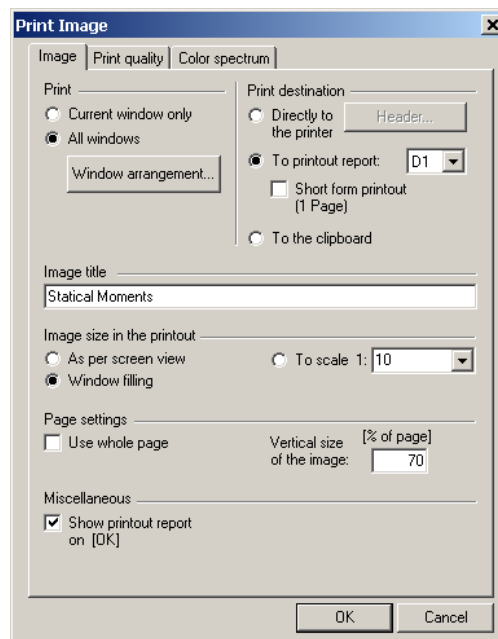 Print Image
Image
Print quality
Color spectrum
Print
Current window only
All windows
Window arrangement...
Print destination
Directly to
the printer
Header...
To printout report:
D1
Short form printout
(1 Page)
To the clipboard
Image title
Statical Moments
Image size in the printout
As per screen view
Window filling
To scale 1:
10
Page settings
Use whole page
Vertical size
of the image:
[% of page]
70
Miscellaneous
Show printout report
on [OK]
OK
Cancel